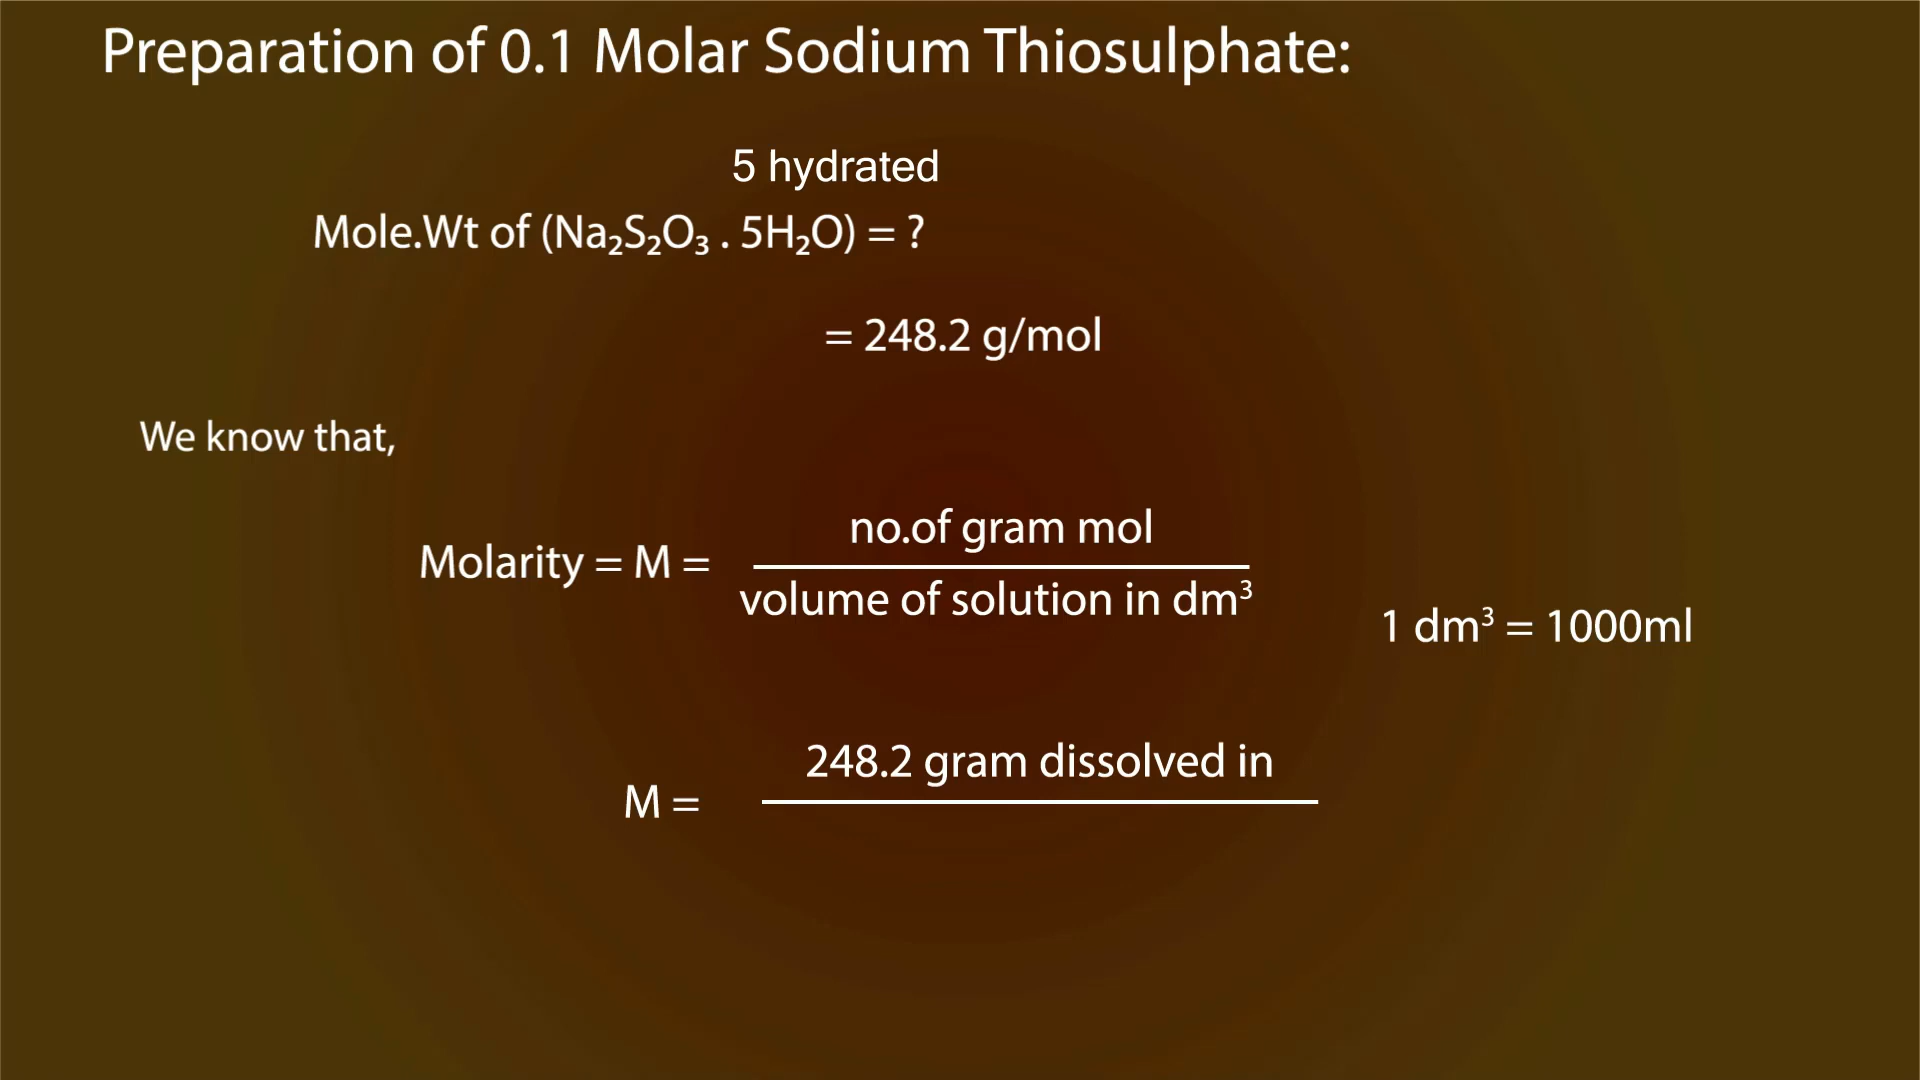 Preparation of 0.1 Molar Sodium Thiosulphate:
5 hydrated
Mole.Wt of (Na₂S₂O₃ . 5H₂O) = ?
= 248.2 g/mol
We know that,
no.of gram mol
Molarity = M =
volume of solution in dm³
1 dm³ = 1000ml
248.2 gram dissolved in
M =